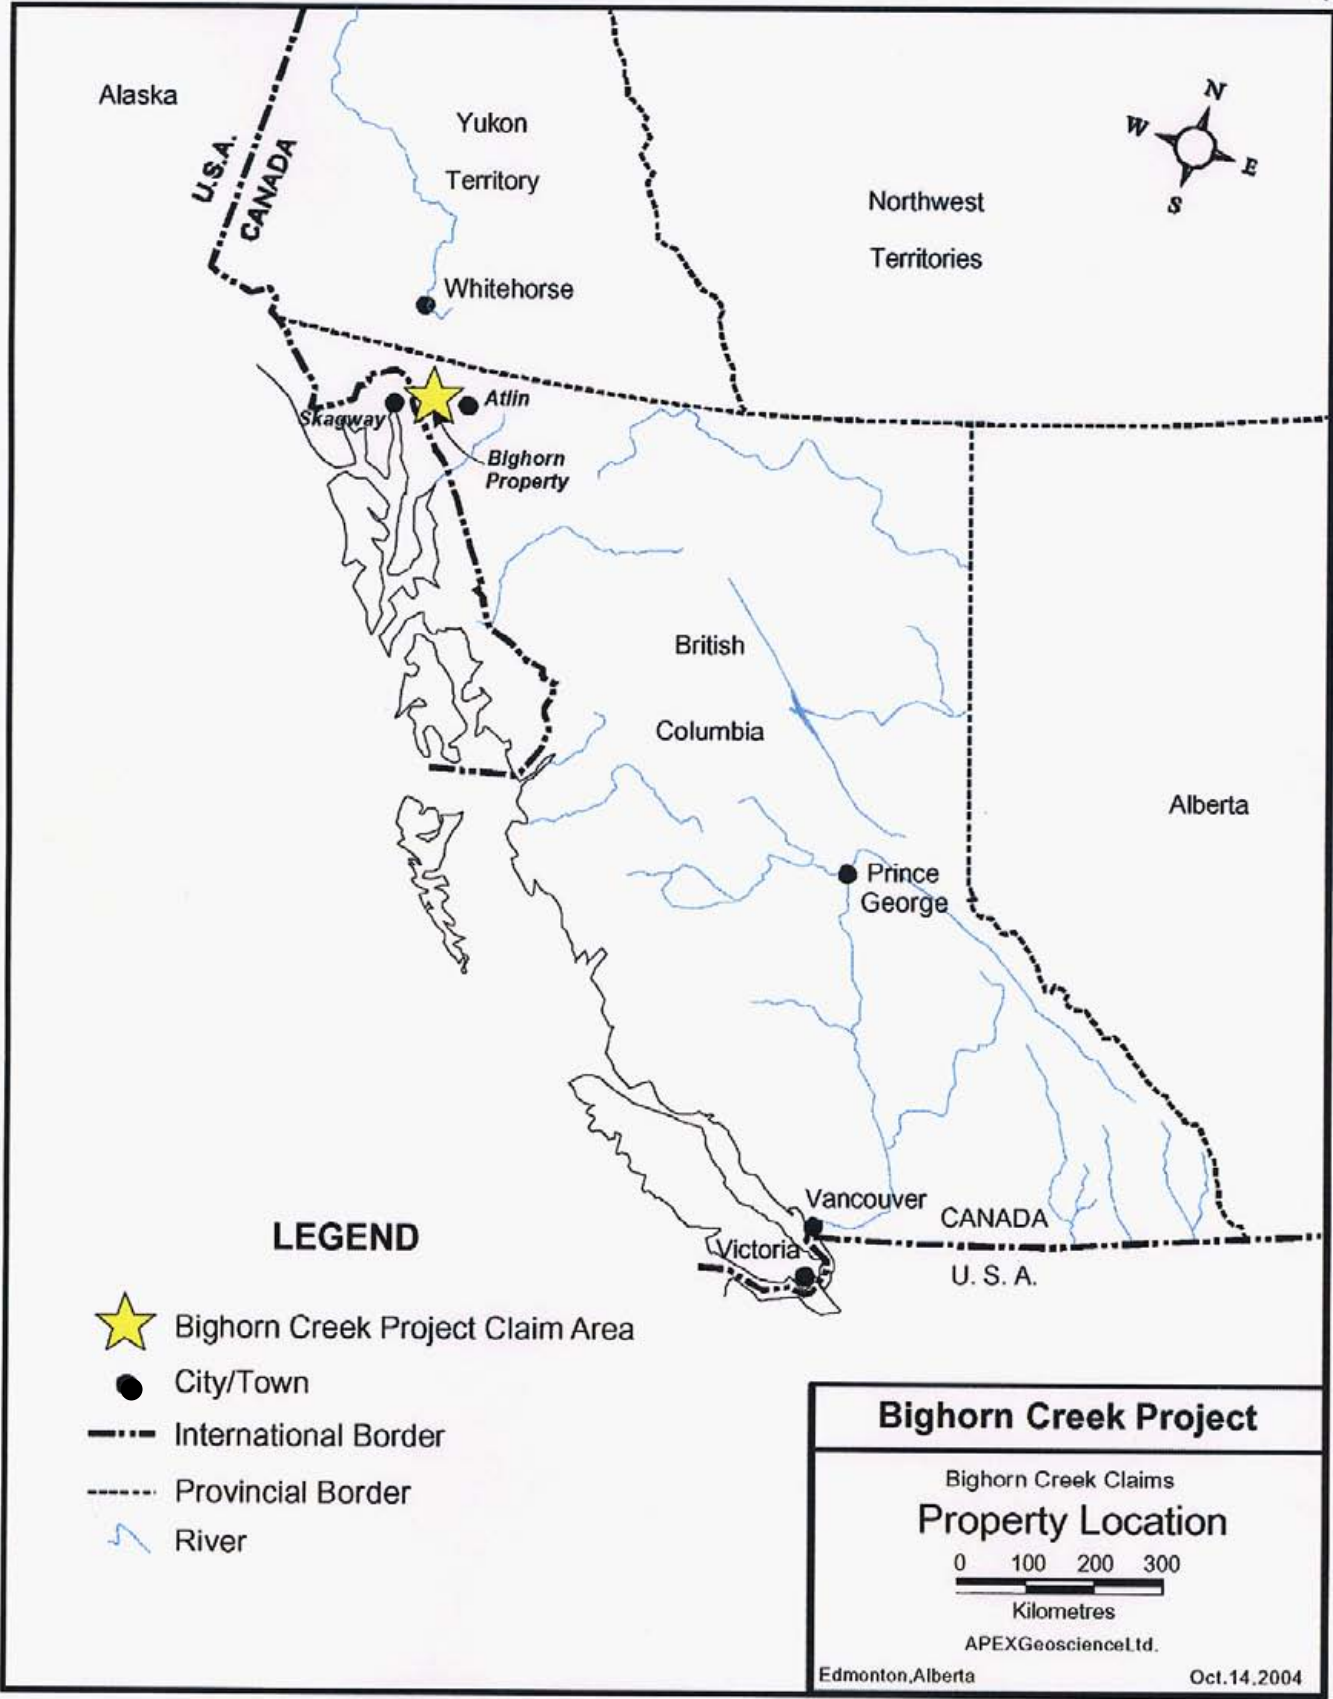 Alaska
U.S.A.
CANADA
Yukon
Territory
N
W
E
S
Northwest
Territories
Whitehorse
Skagway
Atlin
Bighorn
Property
British
Columbia
Alberta
Prince
George
Vancouver
CANADA
Victoria
U. S. A.
LEGEND
Bighorn Creek Project Claim Area
City/Town
International Border
Provincial Border
River
Bighorn Creek Project
Bighorn Creek Claims
Property Location
0 100 200 300
Kilometres
APEXGeoscienceLtd.
Edmonton,Alberta Oct.14.2004